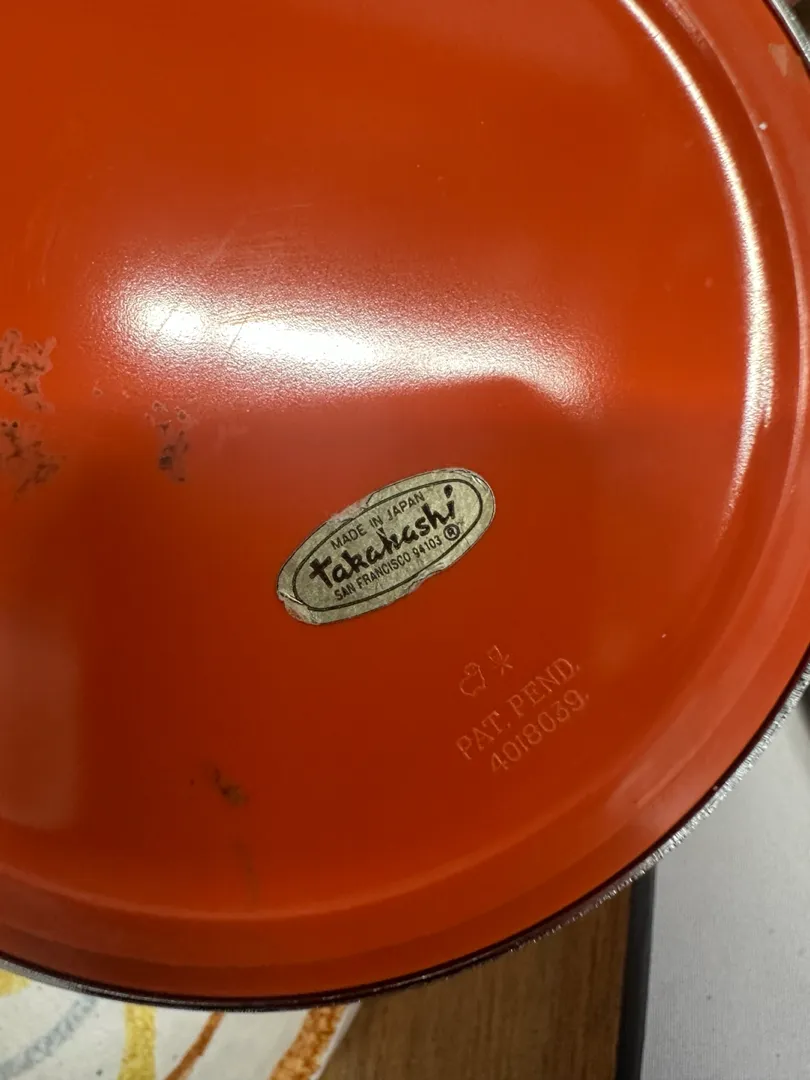 MADE IN JAPAN
Takahashi ®
SAN FRANCISCO 94103
PAT. PEND.
4018039